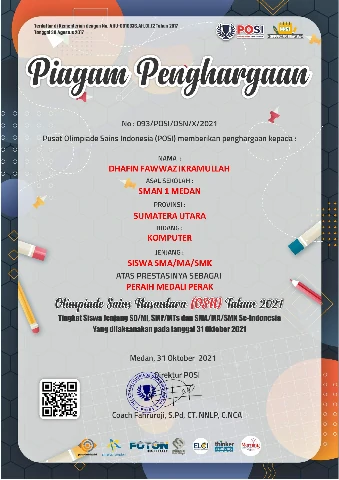 Piagam Penghargaan
No : 093/POSI/OSN/X/2021
Pusat Olimpiade Sains Indonesia (POSI) memberikan penghargaan kepada :
NAMA :
DHAFIN FAWWAZ IKRAMULLAH
ASAL SEKOLAH :
SMAN 1 MEDAN
PROVINSI :
SUMATERA UTARA
BIDANG :
KOMPUTER
JENJANG :
SISWA SMA/MA/SMK
ATAS PRESTASINYA SEBAGAI
PERAIH MEDALI PERAK
Olimpiade Sains Nusantara (OSN) Tahun 2021
Tingkat Siswa Jenjang SD/MI, SMP/MTs dan SMA/MA/SMK Se-Indonesia
Yang dilaksanakan pada tanggal 31 Oktober 2021
Medan, 31 Oktober 2021
Direktur POSI
Coach Fahruroji, S.Pd, CT.NNLP, C.NCA
POSI
FOTON
ELCI
thinker